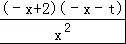 (-x+2)(-x-t)
x²